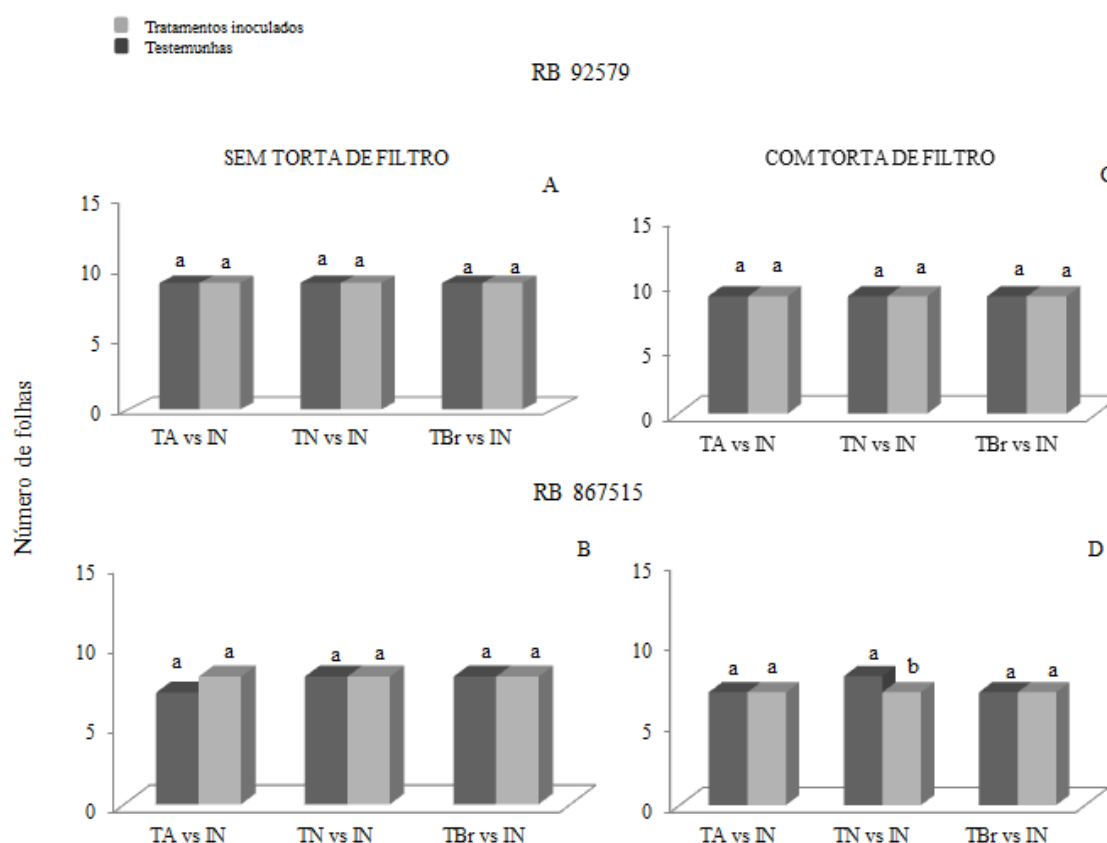 Tratamentos inoculados
Testemunhas
RB 92579
SEM TORTA DE FILTRO
COM TORTA DE FILTRO
A
C
15
10
5
0
a a a a a a
TA vs IN TN vs IN TBr vs IN
15
10
5
0
a a a a a a
TA vs IN TN vs IN TBr vs IN
Número de folhas
RB 867515
B
D
15
10
5
0
a a a a a a
TA vs IN TN vs IN TBr vs IN
15
10
5
0
a a a b a a
TA vs IN TN vs IN TBr vs IN